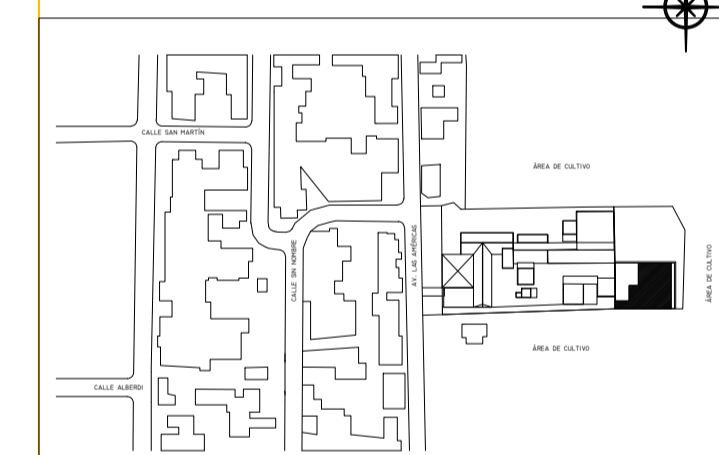 CALLE SAN MARTÍN
ÁREA DE CULTIVO
CALLE SIN NOMBRE
AV. LAS AMÉRICAS
ÁREA DE CULTIVO
ÁREA DE CULTIVO
CALLE ALBERDI